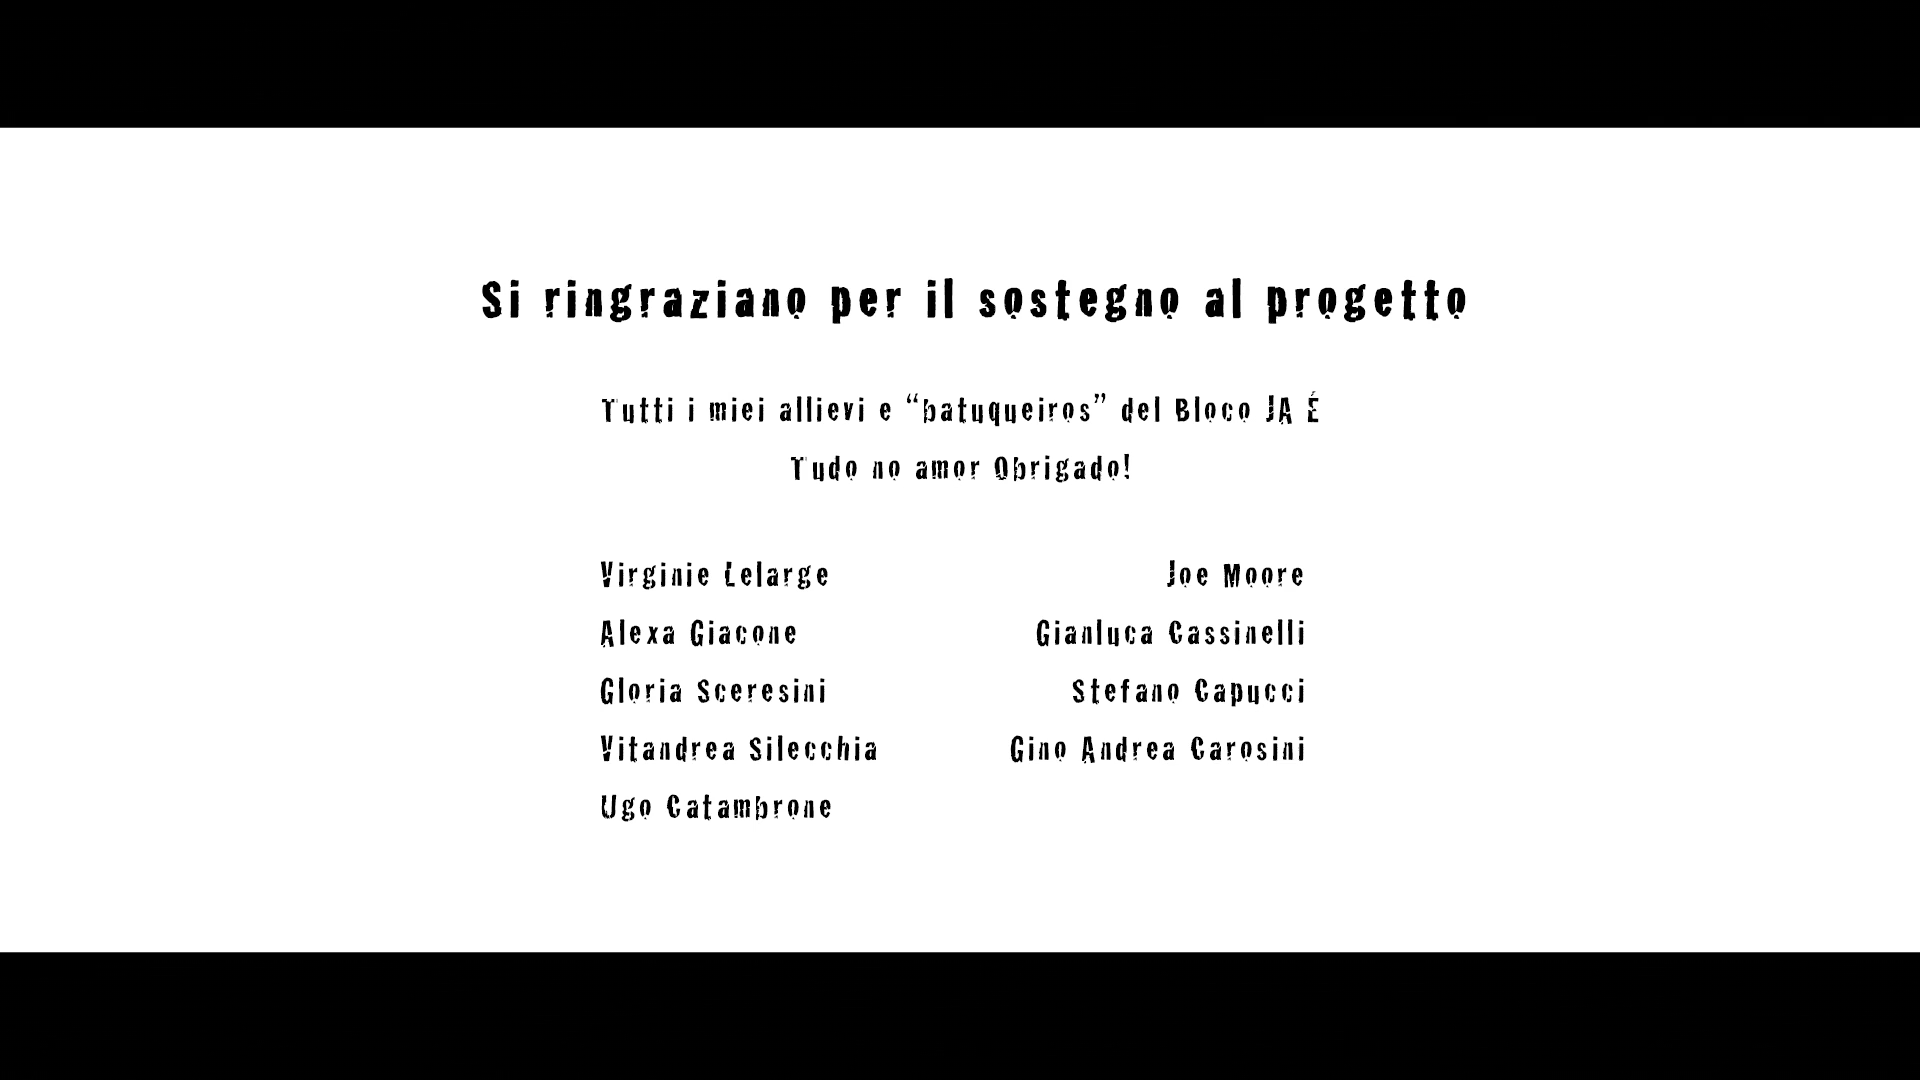 Si ringraziano per il sostegno al progetto
Tutti i miei allievi e “batuqueiros” del Bloco JA É
Tudo no amor Obrigado!
Virginie Lelarge
Joe Moore
Alexa Giacone
Gianluca Cassinelli
Gloria Sceresini
Stefano Capucci
Vitandrea Silecchia
Gino Andrea Carosini
Ugo Catambrone